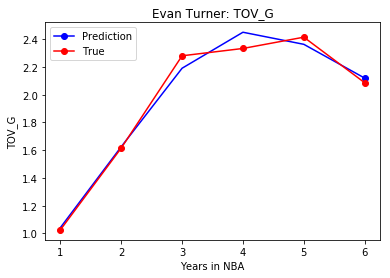 Evan Turner: TOV_G
Prediction
True
TOV_G
2.4
2.2
2.0
1.8
1.6
1.4
1.2
1.0
1 2 3 4 5 6
Years in NBA